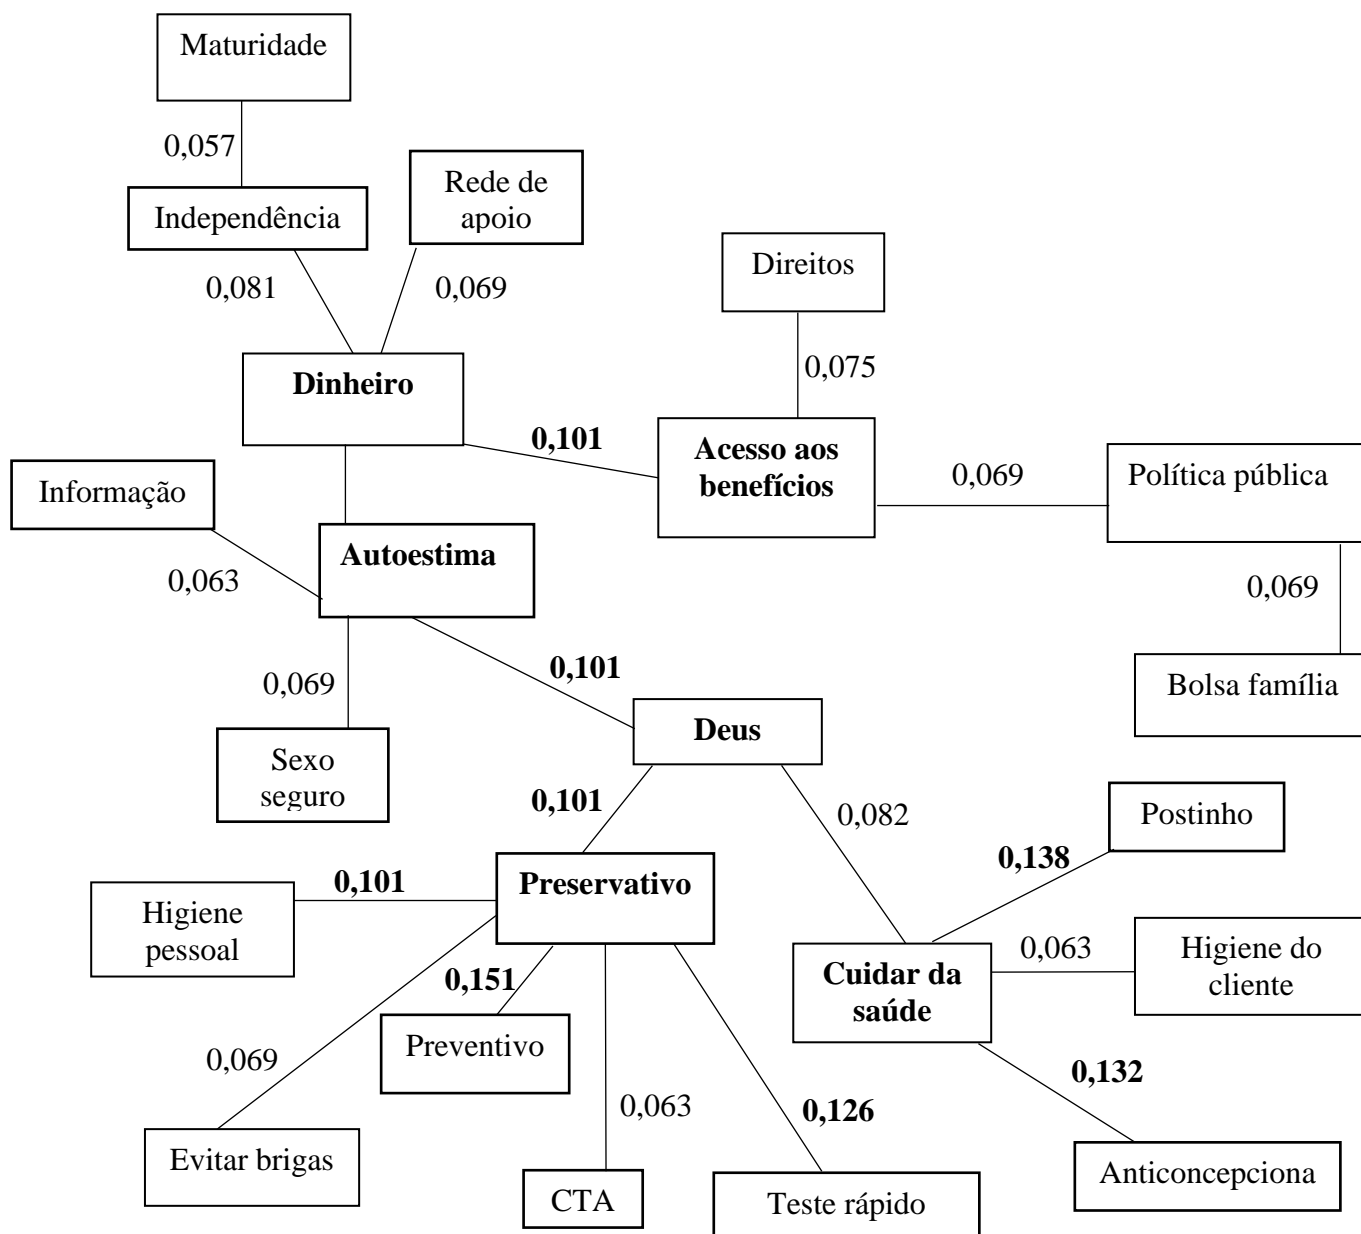 Maturidade
0,057
Independência
Rede de
apoio
0,081
0,069
Direitos
0,075
Dinheiro
0,101
Acesso aos
benefícios
0,069
Política pública
Informação
0,063
Autoestima
0,069
Bolsa família
0,069
0,101
Sexo
seguro
Deus
0,101
0,082
Postinho
0,138
Higiene
pessoal
0,101
Preservativo
0,063
Higiene do
cliente
Cuidar da
saúde
0,151
Preventivo
0,069
0,063
0,126
0,132
Evitar brigas
CTA
Teste rápido
Anticoncepciona